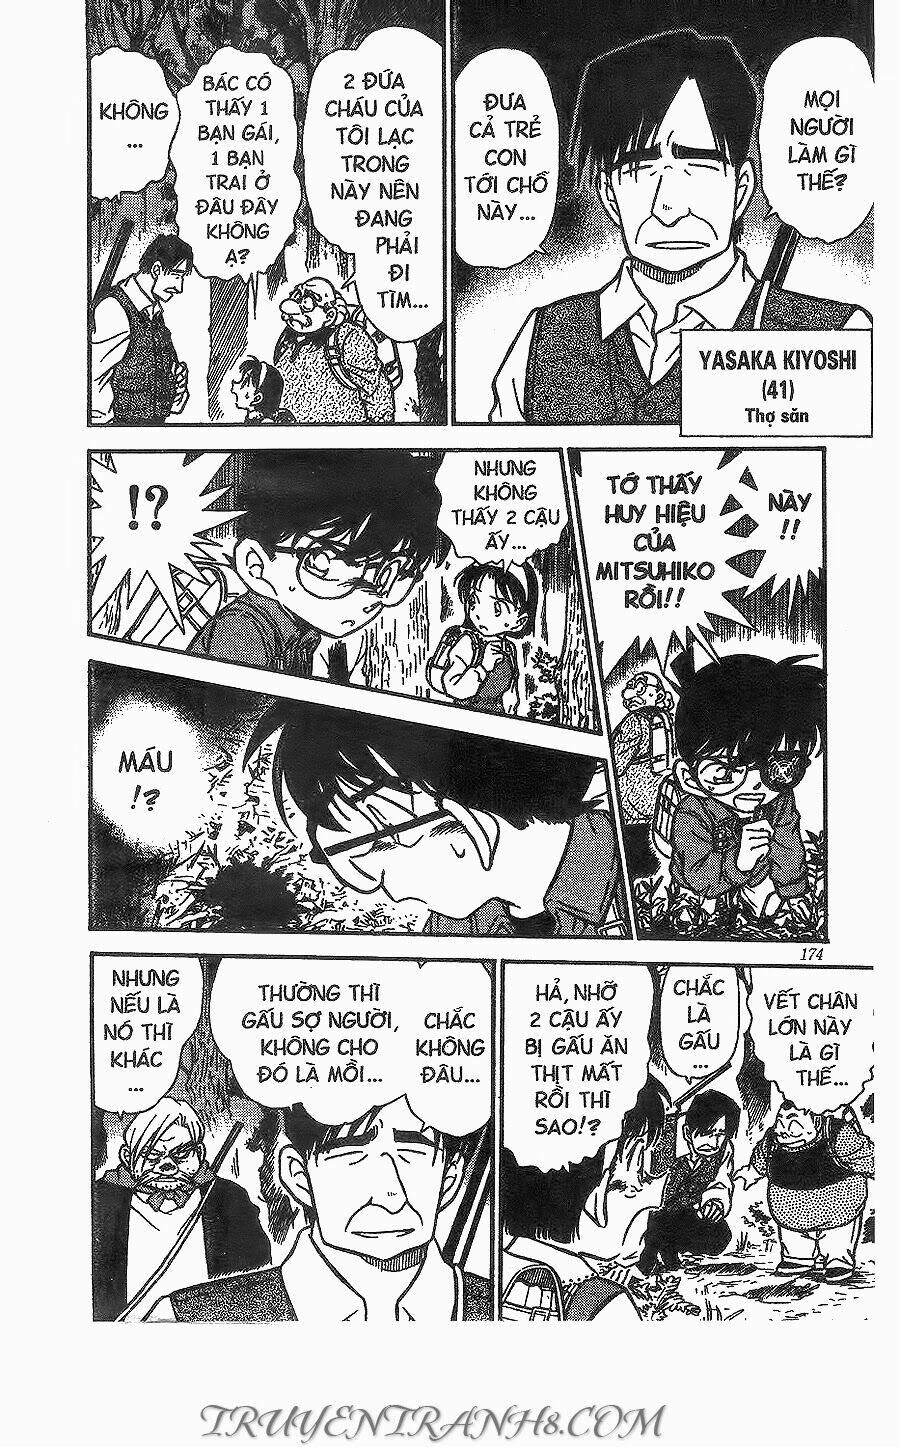 MỌI
NGƯỜI
LÀM GÌ
THẾ?
ĐƯA
CẢ TRẺ
CON
TỚI CHỖ
NÀY...
YASAKA KIYOSHI
(41)
Thợ săn
2 ĐỨA
CHÁU CỦA
TÔI LẠC
TRONG
NÀY NÊN
ĐANG
PHẢI
ĐI
TÌM...
BÁC CÓ
THẤY 1
BẠN GÁI,
1 BẠN
TRAI Ở
ĐÂU ĐÂY
KHÔNG
Ạ?
KHÔNG
...
NÀY
!!
TỚ THẤY
HUY HIỆU
CỦA
MITSUHIKO
RỒI!!
NHƯNG
KHÔNG
THẤY 2 CẬU
ẤY...
!?
MÁU
!?
174
VẾT CHÂN
LỚN NÀY
LÀ GÌ
THẾ...
CHẮC
LÀ
GẤU
...
HẢ, NHỠ
2 CẬU ẤY
BỊ GẤU ĂN
THỊT MẤT
RỒI THÌ
SAO!?
CHẮC
KHÔNG
ĐÂU...
THƯỜNG THÌ
GẤU SỢ NGƯỜI,
KHÔNG CHO
ĐÓ LÀ MỒI...
NHƯNG
NẾU LÀ
NÓ THÌ
KHÁC
...
TRUYENTRANH8.COM